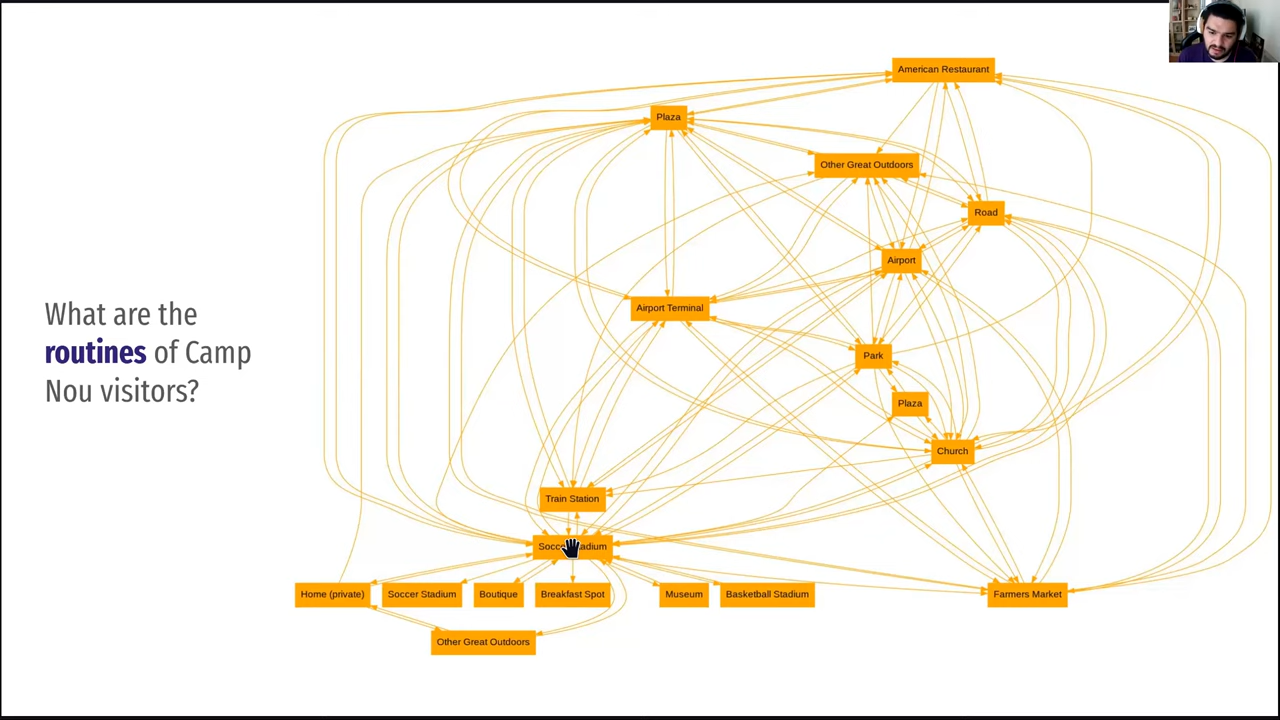 American Restaurant
Plaza
Other Great Outdoors
Road
Airport
Airport Terminal
What are the
routines of Camp
Nou visitors?
Park
Plaza
Church
Train Station
Soccer Stadium
Home (private)
Soccer Stadium
Boutique
Breakfast Spot
Museum
Basketball Stadium
Farmers Market
Other Great Outdoors